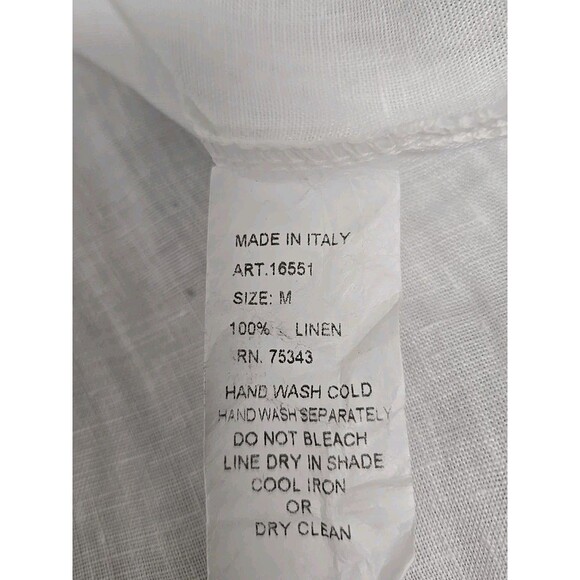 MADE IN ITALY
ART.16551
SIZE: M
100% LINEN
RN. 75343
HAND WASH COLD
HAND WASH SEPARATELY
DO NOT BLEACH
LINE DRY IN SHADE
COOL IRON
OR
DRY CLEAN